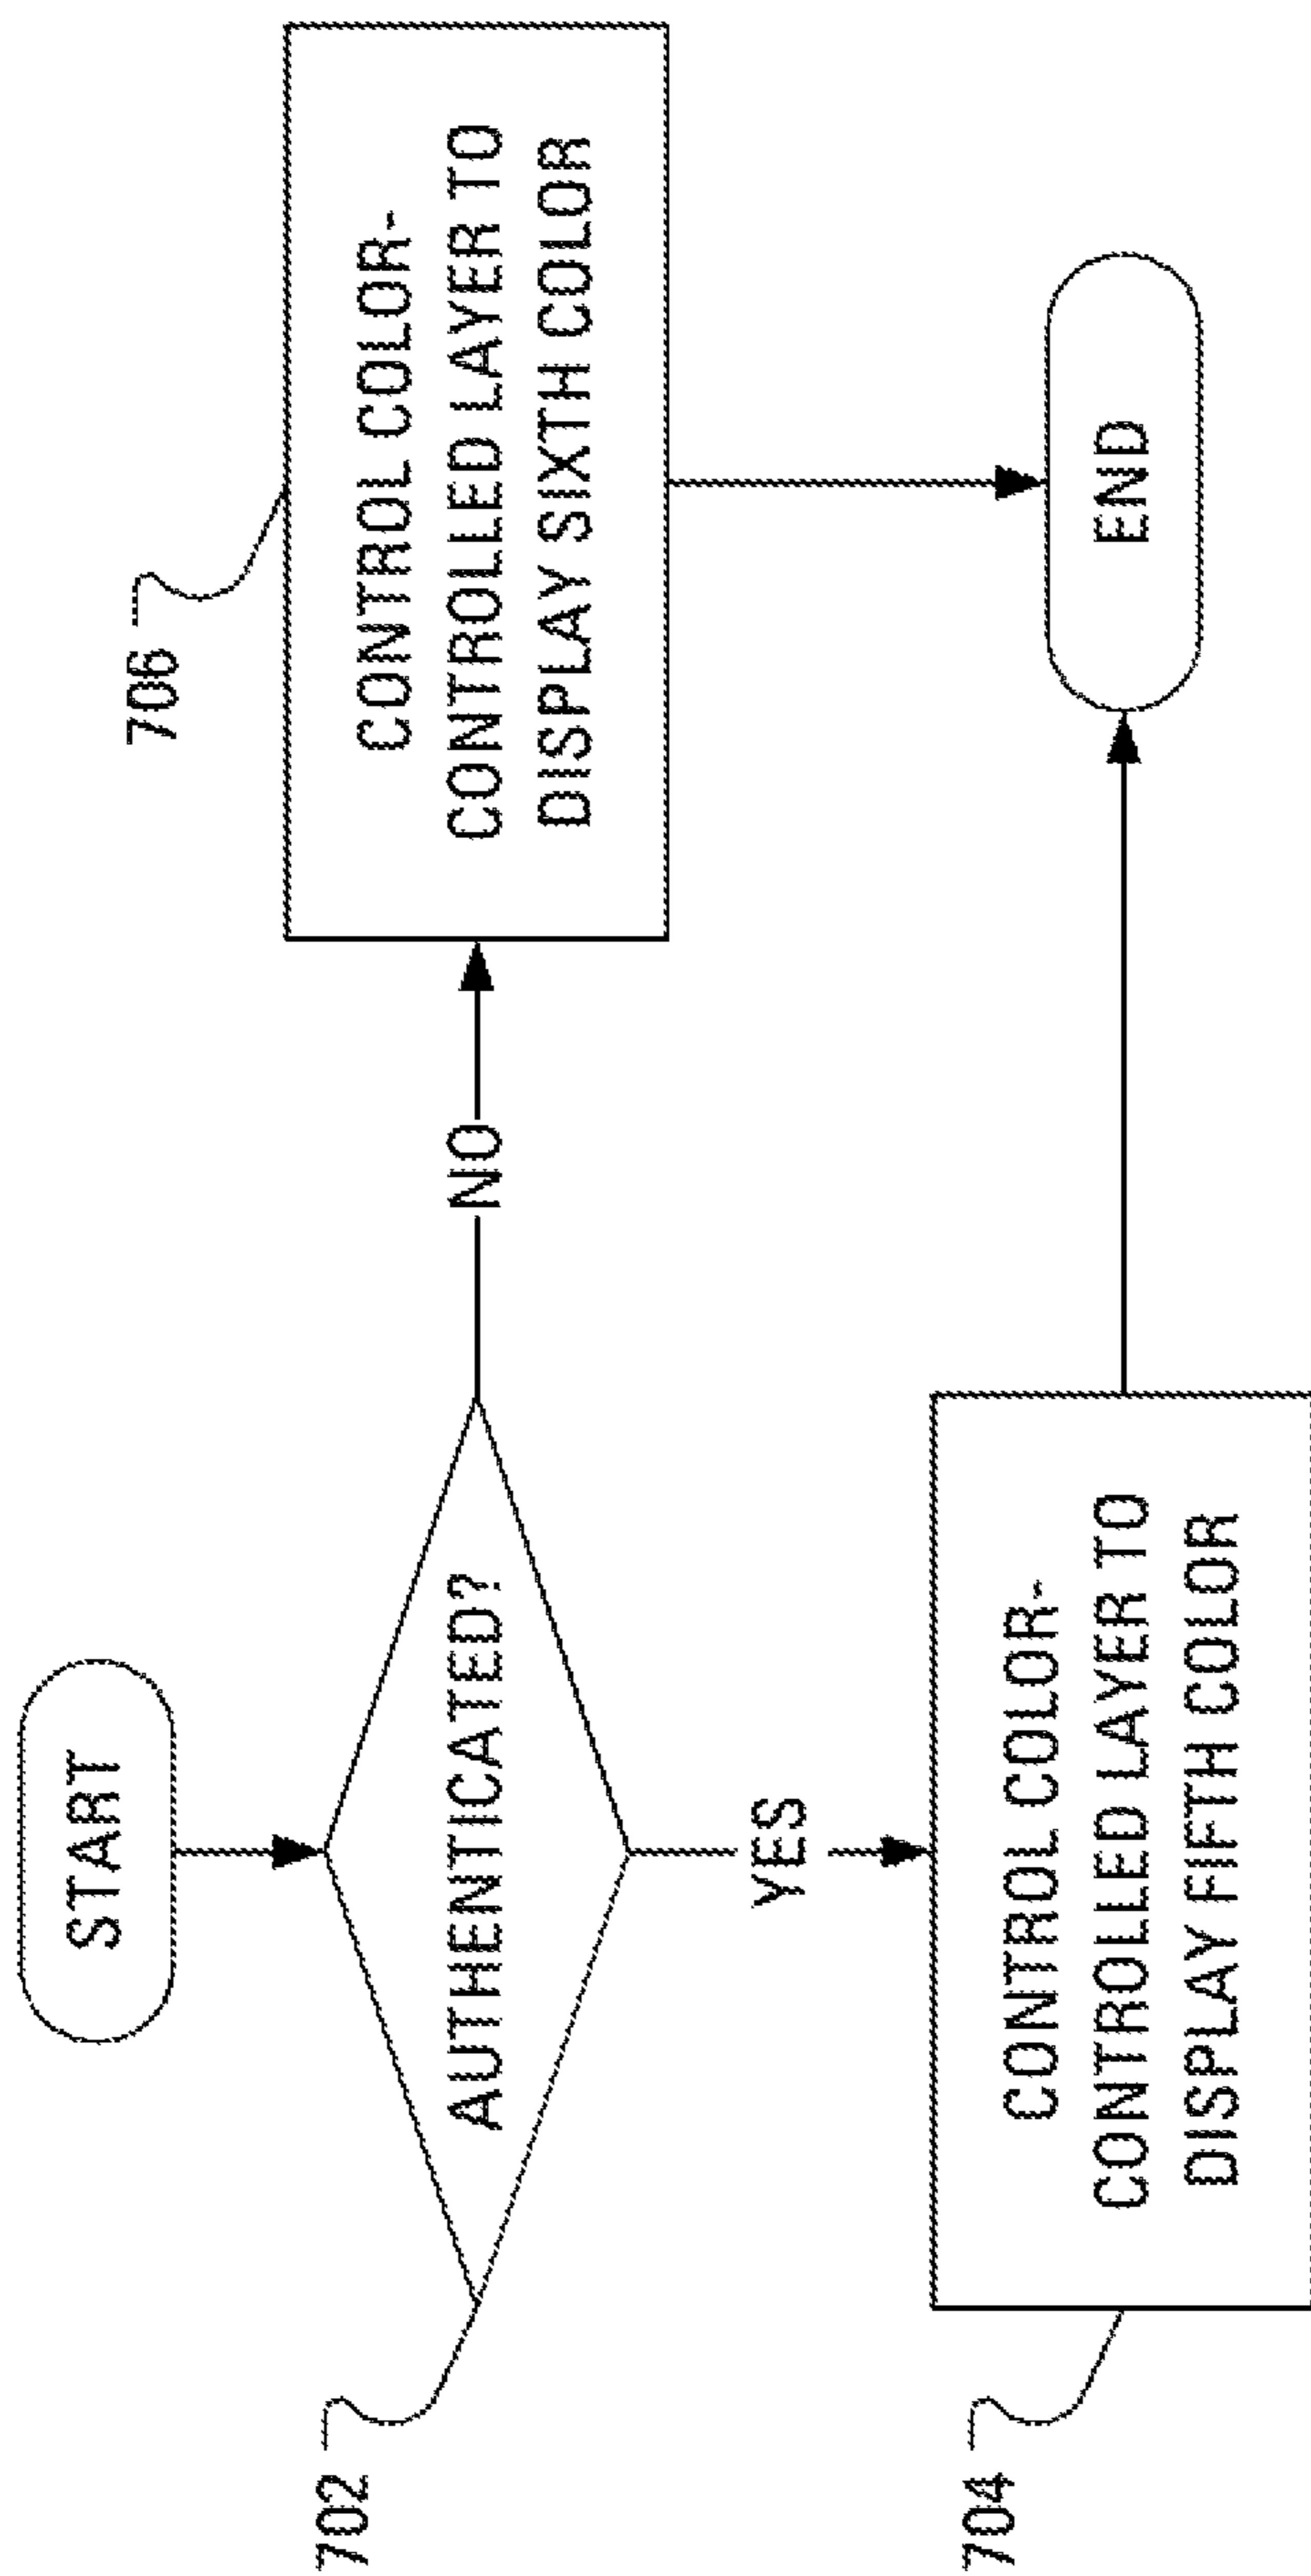 START
702
AUTHENTICATED?
NO
706
CONTROL COLOR-
CONTROLLED LAYER TO
DISPLAY SIXTH COLOR
YES
704
CONTROL COLOR-
CONTROLLED LAYER TO
DISPLAY FIFTH COLOR
END